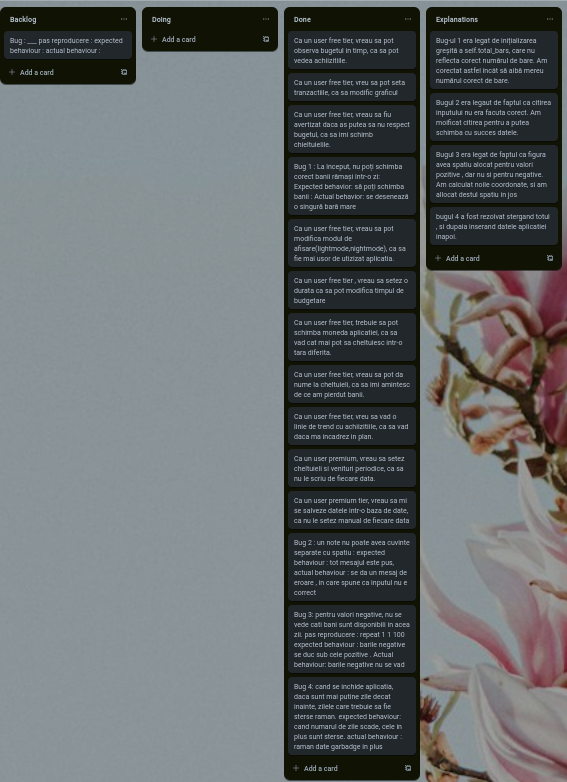 Backlog
Bug : ___ pas reproducere : expected
behaviour : actual behaviour :
Add a card
Doing
Add a card
Done
Ca un user free tier, vreau sa pot
observa bugetul in timp, ca sa pot
vedea achiizitiile.
Ca un user free tier, vreau sa pot seta
tranzactiile, ca sa modific graficul
Ca un user free tier, vreau sa fiu
avertizat daca as putea sa nu respect
bugetul, ca sa imi schimb
chieltuielile.
Bug 1 : La inceput, nu poți schimba
corect banii rămași intr-o zi:
Expected behavior: să poți schimba
banii : Actual behavior: se desenează
o singură bară mare
Ca un user free tier, vreau sa pot
modifica modul de
afisare(lightmode,nightmode), ca sa
fie mai usor de utizizat aplicatia.
Ca un user free tier , vreau sa setez o
durata ca sa pot modifica timpul de
budgetare
Ca un user free tier, trebuie sa pot
schimba moneda aplicatiei, ca sa
vad cat mai pot sa cheltuiesc intr-o
tara diferita.
Ca un user free tier, vreau sa pot da
nume la cheltuieli, ca sa imi amintesc
de ce am pierdut banii.
Ca un user free tier, vreu sa vad o
linie de trend cu achiizitiile, ca sa vad
daca ma incadrez in plan.
Ca un user premium, vreau sa setez
cheltuieli si venituri periodice, ca sa
nu le scriu de fiecare data.
Ca un user premium tier, vreau sa mi
se salveze datele intr-o baza de date,
ca nu le setez manual de fiecare data
Bug 2 : un note nu poate avea cuvinte
separate cu spatiu : expected
behaviour : tot mesajul este pus,
actual behaviour : se da un mesaj de
eroare , in care spune ca inputul nu e
correct
Bug 3: pentru valori negative, nu se
vede cati bani sunt disponibili in acea
zii. pas reproducere : repeat 1 1 100
expected behaviour : barile negative
se duc sub cele pozitive . Actual
behaviour: barile negative nu se vad
Bug 4: cand se inchide aplicatia,
daca sunt mai putine zile decat
inainte, zilele care trebuie sa fie
sterse raman. expected behaviour:
cand numarul de zile scade, cele in
plus sunt sterse. actual behaviour :
raman date garbadge in plus
Add a card
Explanations
Bug-ul 1 era legat de inițializarea
greșită a self.total_bars, care nu
reflecta corect numărul de bare. Am
corectat astfel încât să aibă mereu
numărul corect de bare.
Bugul 2 era legaut de faptul ca citirea
inputului nu era facuta corect. Am
moificat citirea pentru a putea
schimba cu succes datele.
Bugul 3 era legat de faptul ca figura
avea spatiu alocat pentru valori
pozitive , dar nu si pentru negative.
Am calculat noile coordonate, si am
allocat destul spatiu in jos
bugul 4 a fost rezolvat stergand totul
, si dupaia inserand datele aplicatiei
inapoi.
Add a card